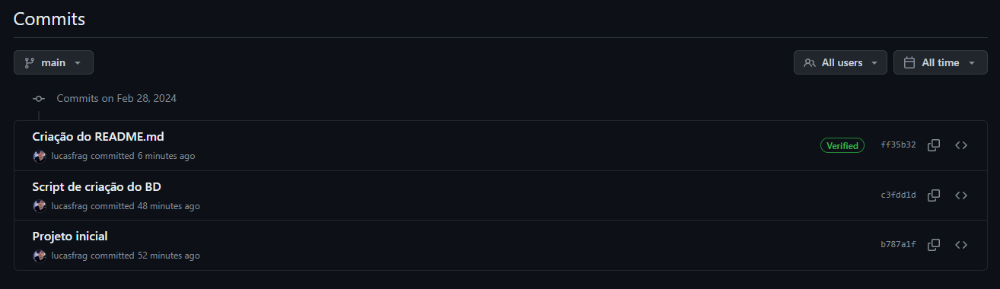 Commits
main
All users
All time
Commits on Feb 28, 2024
Criação do README.md
lucasfrag committed 6 minutes ago
Verified
ff35b32
Script de criação do BD
lucasfrag committed 48 minutes ago
c3fdd1d
Projeto inicial
lucasfrag committed 52 minutes ago
b787a1f